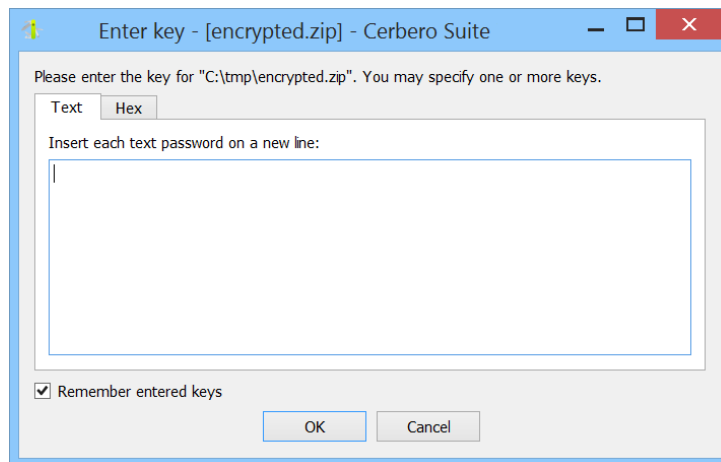 Enter key - [encrypted.zip] - Cerbero Suite
Please enter the key for "C:\tmp\encrypted.zip". You may specify one or more keys.
Text
Hex
Insert each text password on a new line:
Remember entered keys
OK
Cancel